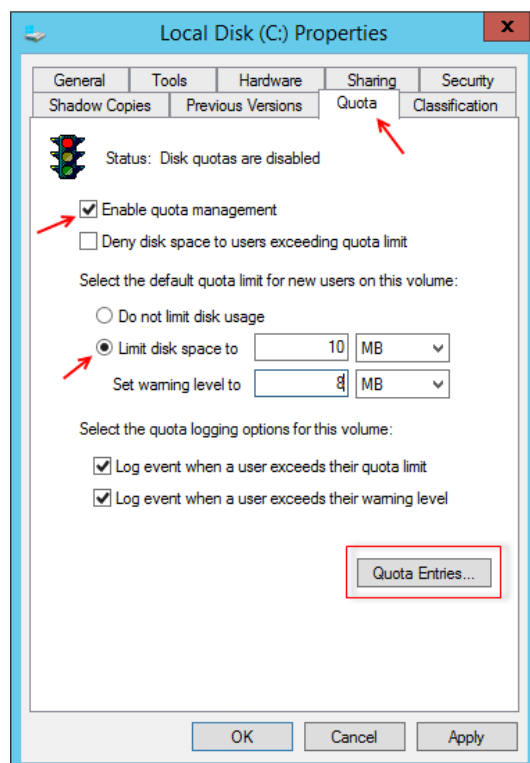 Local Disk (C:) Properties
x
General Tools Hardware Sharing Security
Shadow Copies Previous Versions Quota Classification
Status: Disk quotas are disabled
Enable quota management
Deny disk space to users exceeding quota limit
Select the default quota limit for new users on this volume:
Do not limit disk usage
Limit disk space to 10 MB
Set warning level to 8 MB
Select the quota logging options for this volume:
Log event when a user exceeds their quota limit
Log event when a user exceeds their warning level
Quota Entries...
OK Cancel Apply